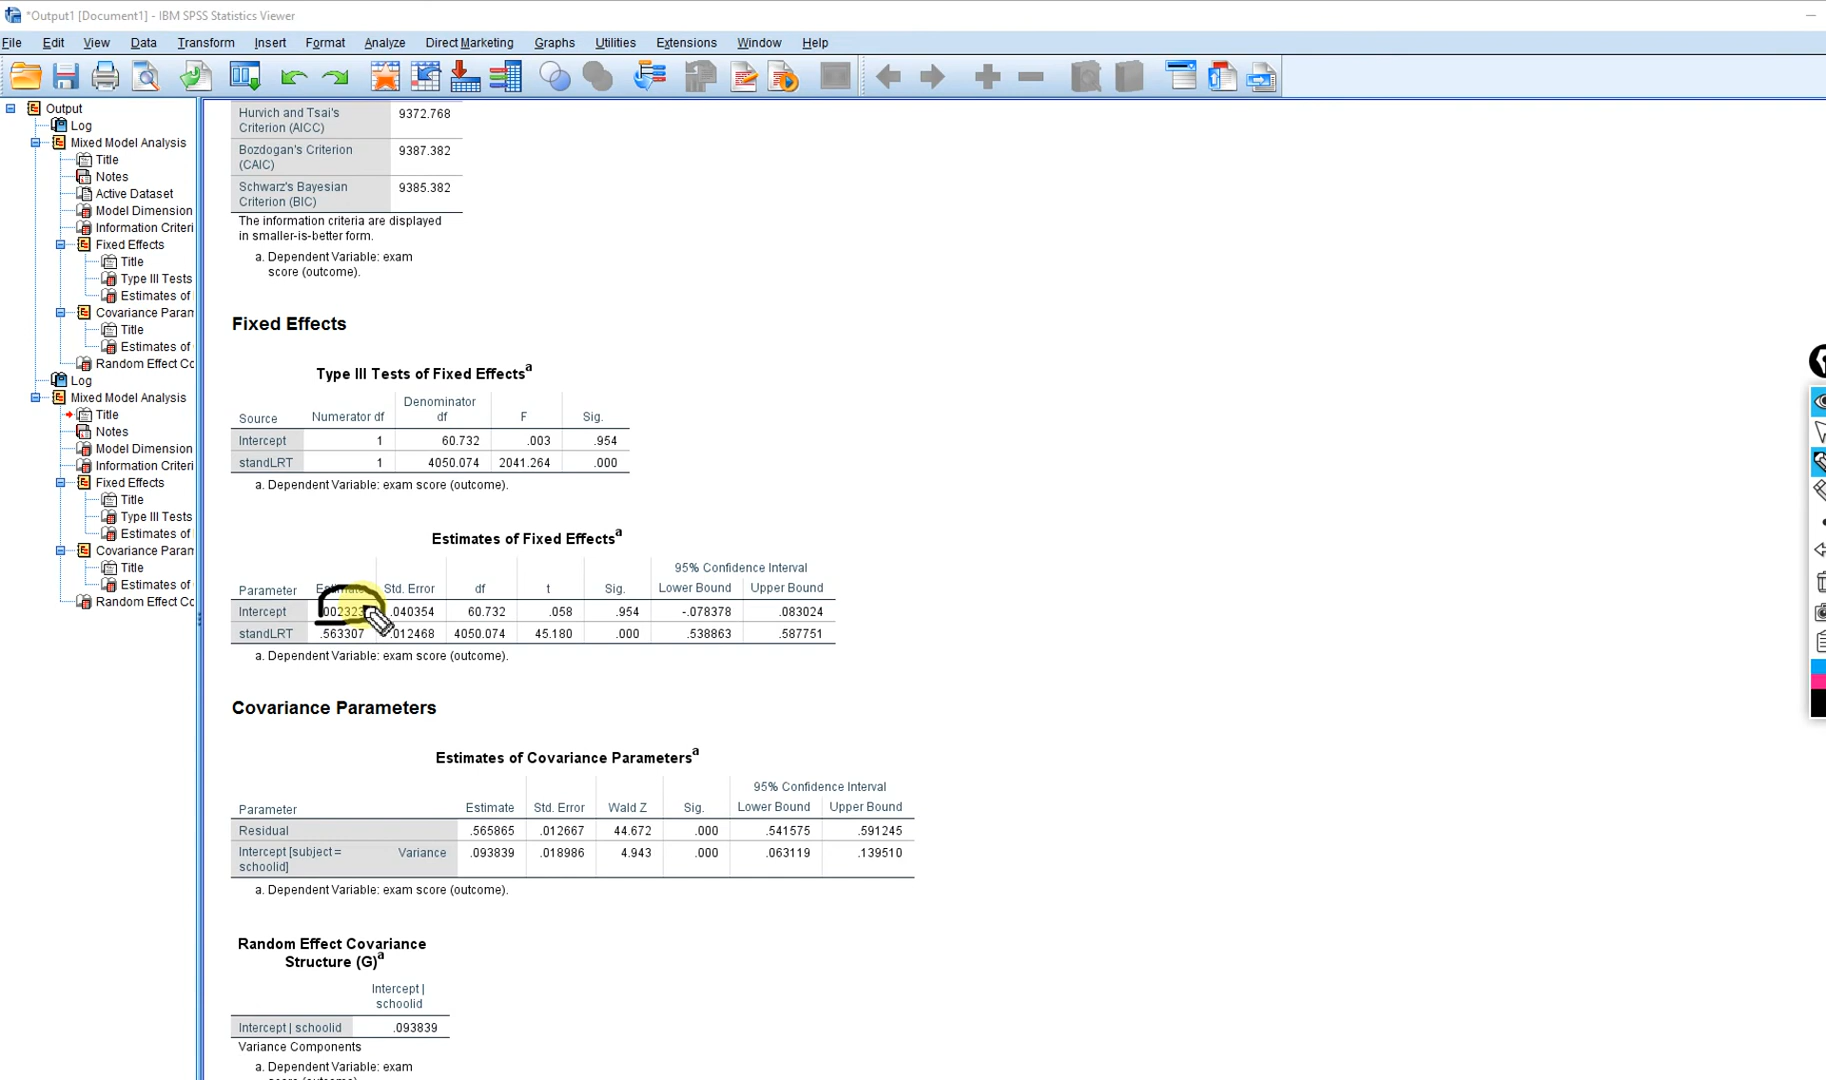 *Output1 [Document1] - IBM SPSS Statistics Viewer
File Edit View Data Transform Insert Format Analyze Direct Marketing Graphs Utilities Extensions Window Help
Output
Log
Mixed Model Analysis
Title
Notes
Active Dataset
Model Dimension
Information Criteri
Fixed Effects
Title
Type III Tests
Estimates of
Covariance Param
Title
Estimates of
Random Effect Co
Log
Mixed Model Analysis
Title
Notes
Model Dimension
Information Criteri
Fixed Effects
Title
Type III Tests
Estimates of
Covariance Param
Title
Estimates of
Random Effect Co
Hurvich and Tsai's
Criterion (AICC) 9372.768
Bozdogan's Criterion
(CAIC) 9387.382
Schwarz's Bayesian
Criterion (BIC) 9385.382
The information criteria are displayed
in smaller-is-better form.
a. Dependent Variable: exam
score (outcome).
Fixed Effects
Type III Tests of Fixed Effectsa
Source Numerator df Denominator df F Sig.
Intercept 1 60.732 .003 .954
standLRT 1 4050.074 2041.264 .000
a. Dependent Variable: exam score (outcome).
Estimates of Fixed Effectsa
95% Confidence Interval
Parameter Estimate Std. Error df t Sig. Lower Bound Upper Bound
Intercept .002323 .040354 60.732 .058 .954 -.078378 .083024
standLRT .563307 .012468 4050.074 45.180 .000 .538863 .587751
a. Dependent Variable: exam score (outcome).
Covariance Parameters
Estimates of Covariance Parametersa
95% Confidence Interval
Parameter Estimate Std. Error Wald Z Sig. Lower Bound Upper Bound
Residual .565865 .012667 44.672 .000 .541575 .591245
Intercept [subject = schoolid] Variance .093839 .018986 4.943 .000 .063119 .139510
a. Dependent Variable: exam score (outcome).
Random Effect Covariance
Structure (G)a
Intercept |
schoolid
Intercept | schoolid .093839
Variance Components
a. Dependent Variable: exam